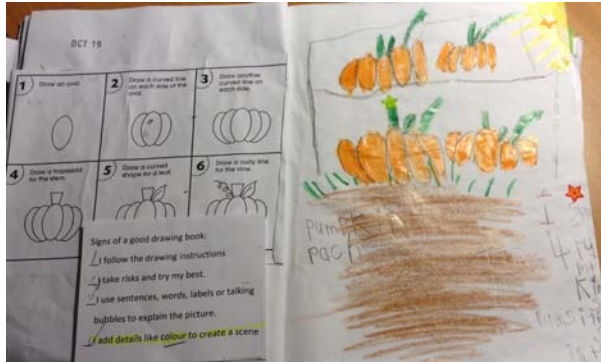 OCT 19
1 Draw an oval.
2 Draw a curved line
on each side of the
oval.
3 Draw another
curved line on
each side.
4 Draw a trapezoid
for the stem.
5 Draw a curved
shape for a leaf.
6 Draw a curly line
for the vine.
Signs of a good drawing book:
I follow the drawing instructions
I take risks and try my best.
I use sentences, words, labels or talking
bubbles to explain the picture.
I add details like colour to create a scene
pumpkin
pach